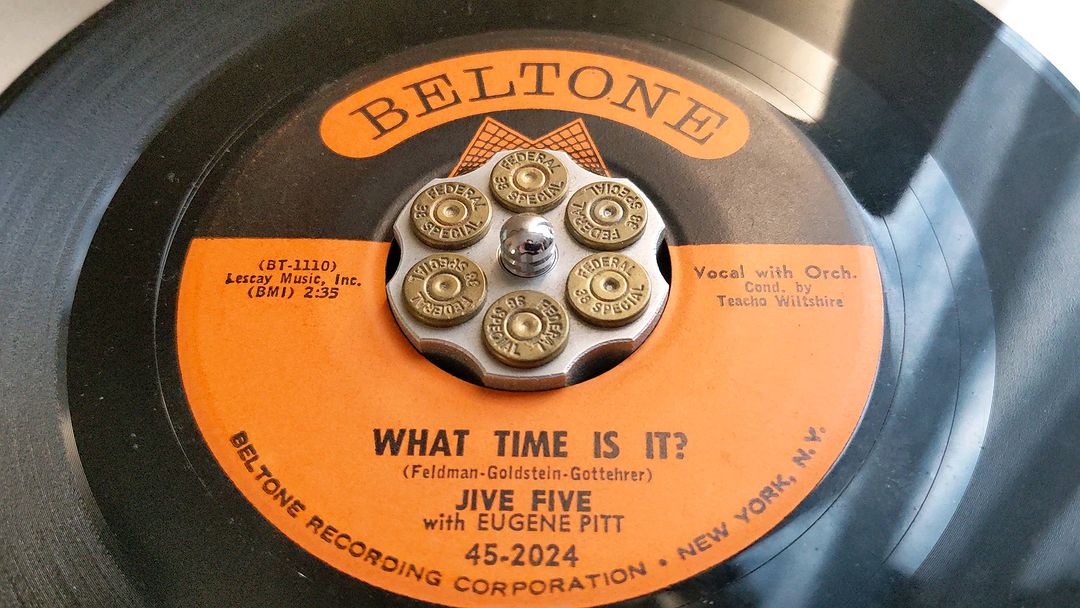 BELTONE
FEDERAL
38
SPECIAL
FEDERAL
38
SPECIAL
FEDERAL
38
SPECIAL
FEDERAL
38
SPECIAL
FEDERAL
38
SPECIAL
FEDERAL
38
SPECIAL
(BT-1110)
Lescay Music, Inc.
(BMI) 2:35
Vocal with Orch.
Cond. by
Teacho Wiltshire
WHAT TIME IS IT?
(Feldman-Goldstein-Gottehrer)
JIVE FIVE
with EUGENE PITT
45-2024
BELTONE RECORDING CORPORATION • NEW YORK, N.Y.